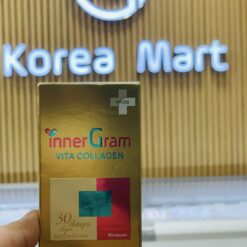 Korea Mart
innerGram
VITA COLLAGEN
30 days
solution